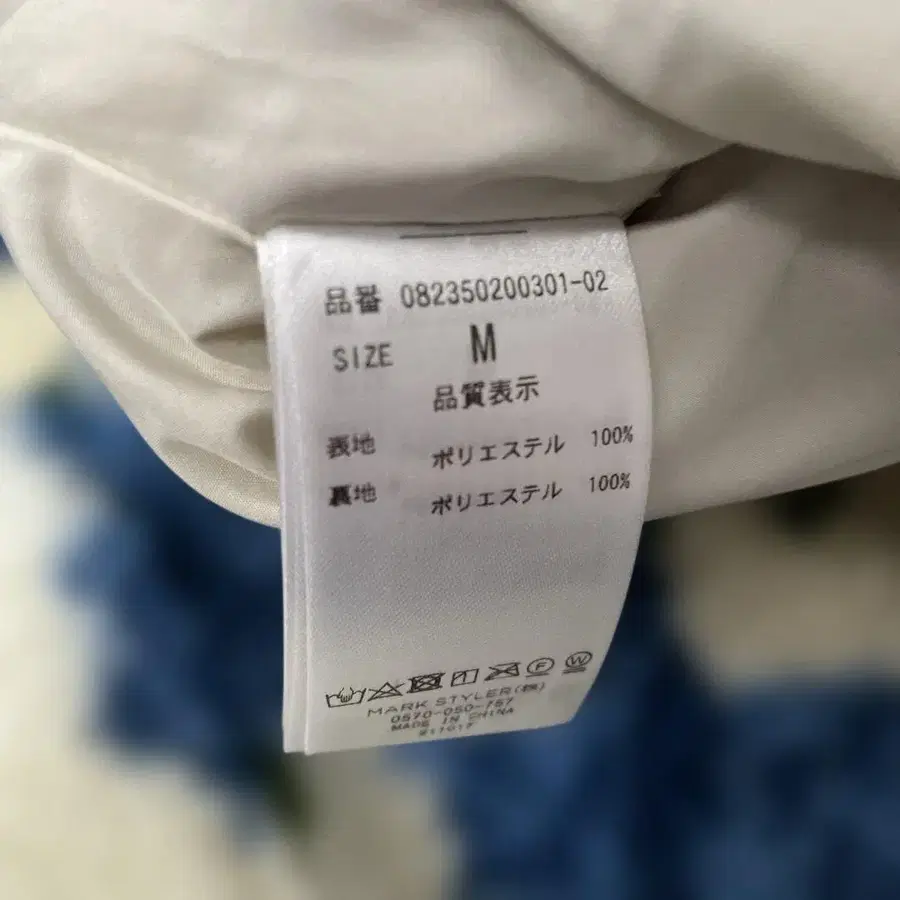 品番 082350200301-02
SIZE M
品質表示
表地 ポリエステル 100%
裏地 ポリエステル 100%
MARK STYLER(株)
0570-050-757
MADE IN CHINA